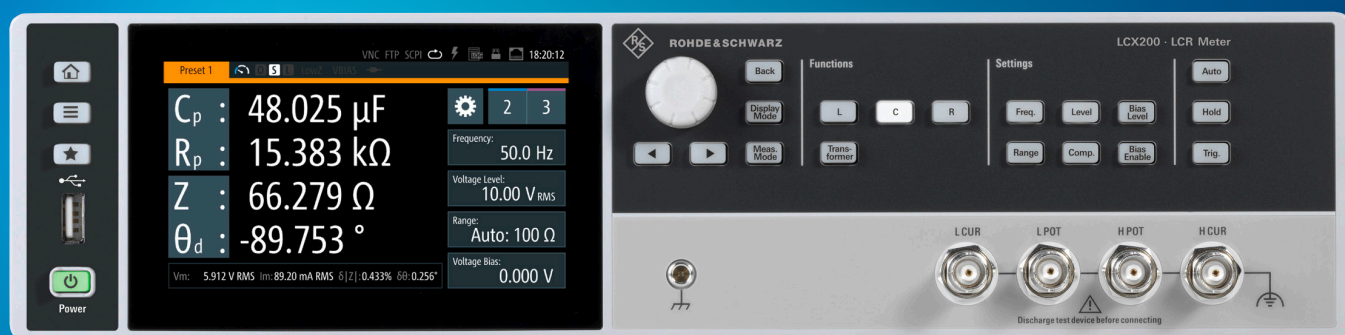 VNC FTP SCPI 18:20:12
Preset 1 S L LowZ VBIAS
Cp : 48.025 µF
Rp : 15.383 kΩ
Z : 66.279 Ω
θd : -89.753 °
Vm: 5.912 V RMS Im: 89.20 mA RMS δ|Z|: 0.433% δθ: 0.256°
2 3
Frequency:
50.0 Hz
Voltage Level:
10.00 V RMS
Range:
Auto: 100 Ω
Voltage Bias:
0.000 V
Power
R&S
ROHDE&SCHWARZ
LCX200 · LCR Meter
Back
Display
Mode
Meas.
Mode
Functions
L C R
Trans-
former
Settings
Freq. Level Bias
Level
Range Comp. Bias
Enable
Auto
Hold
Trig.
L CUR L POT H POT H CUR
Discharge test device before connecting